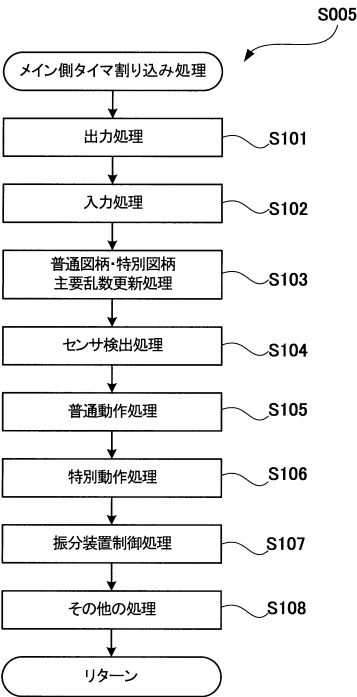 S005
メイン側タイマ割り込み処理
出力処理
S101
入力処理
S102
普通図柄・特別図柄
主要乱数更新処理
S103
センサ検出処理
S104
普通動作処理
S105
特別動作処理
S106
振分装置制御処理
S107
その他の処理
S108
リターン